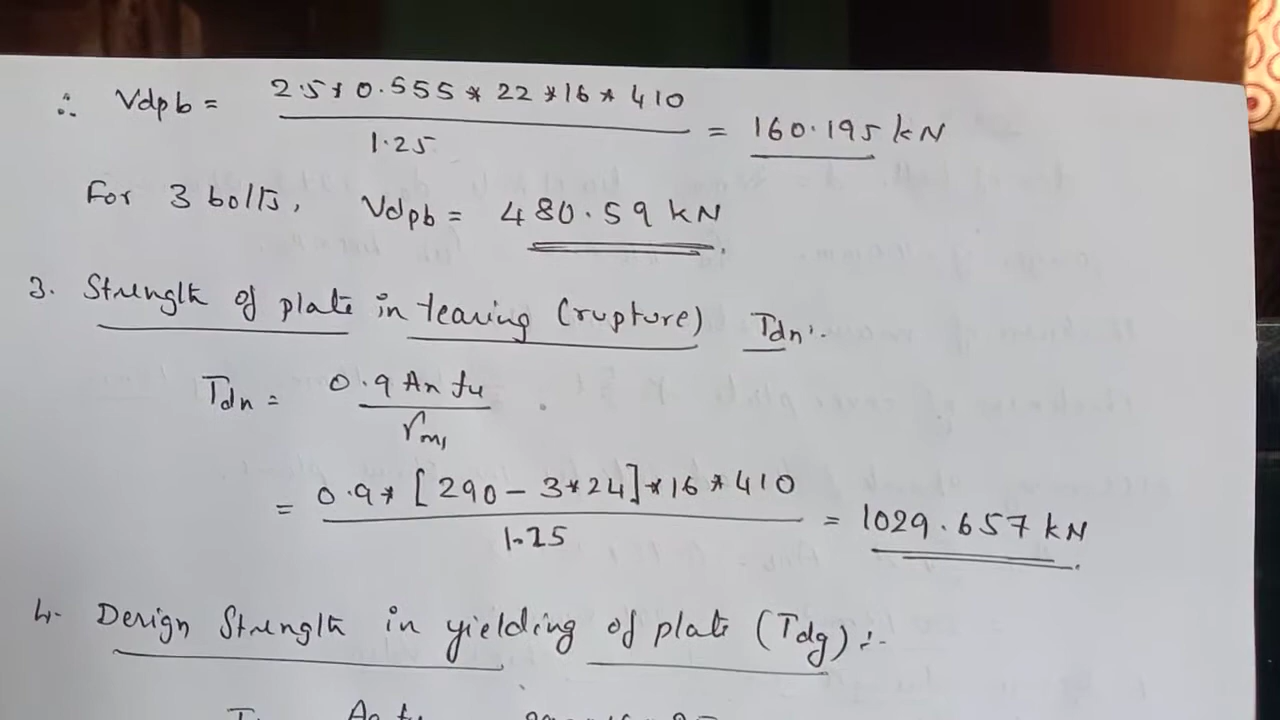 ∴ Vdpb = 2.5 * 0.555 * 22 * 16 * 410 / 1.25 = 160.195 kN
For 3 bolts, Vdpb = 480.59 kN.
3. Strength of plate in tearing (rupture) Tdn:-
Tdn = 0.9 An fu / γm1
= 0.9 * [290 - 3*24] * 16 * 410 / 1.25 = 1029.657 kN.
4. Design Strength in yielding of plate (Tdg) :-